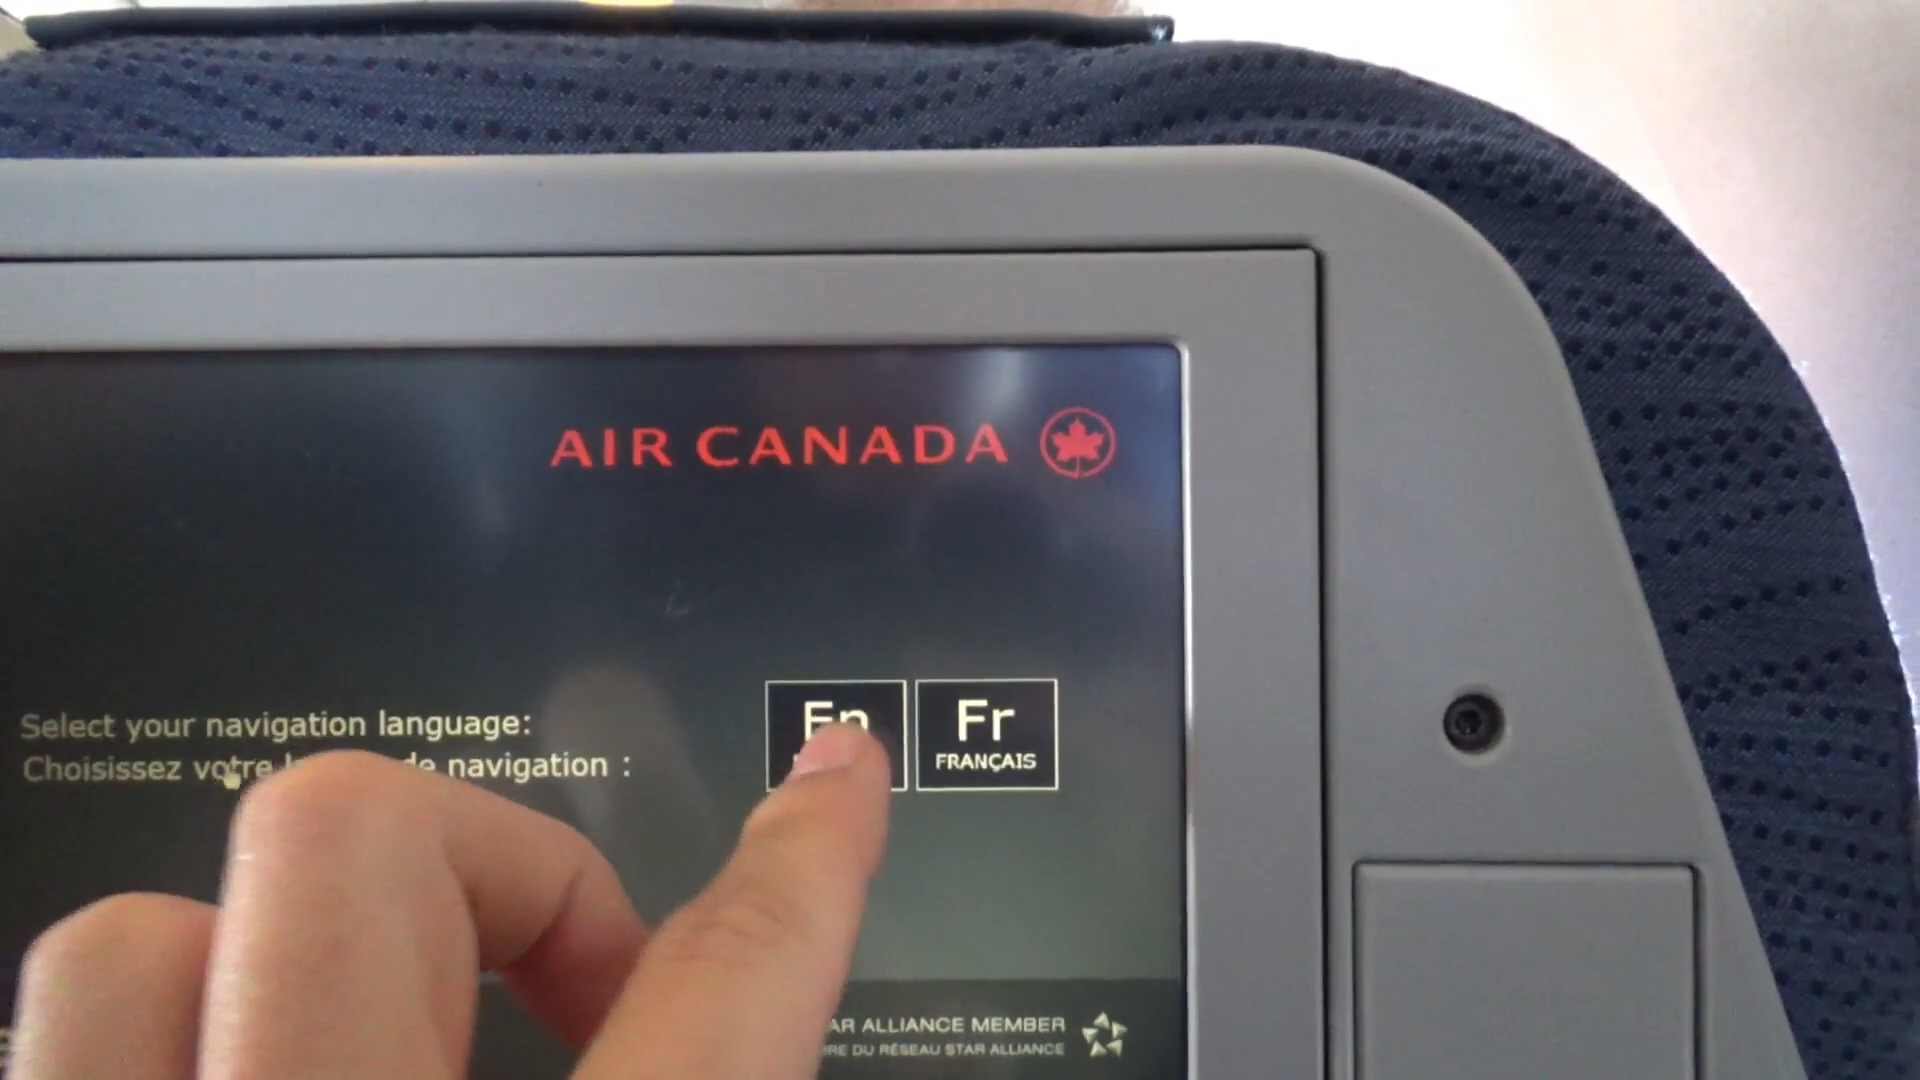 AIR CANADA
Select your navigation language:
Choisissez votre de navigation :
En
Fr
FRANÇAIS
ALLIANCE MEMBER
DU RÉSEAU STAR ALLIANCE